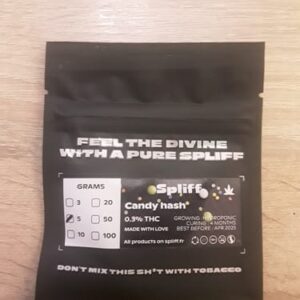 FEEL THE DIVINE
WITH A PURE SPLIFF
GRAMS
3 20
5 50
10 100
Spliff
Candy hash
0.3% THC
MADE WITH LOVE
All products on spliff.fr
GROWING : HYDROPONIC
CURING : 4 MONTHS
BEST BEFORE : APR 2025
DON'T MIX THIS SH*T WITH TOBACCO